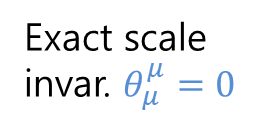 Exact scale
invar. θ^μ_μ = 0